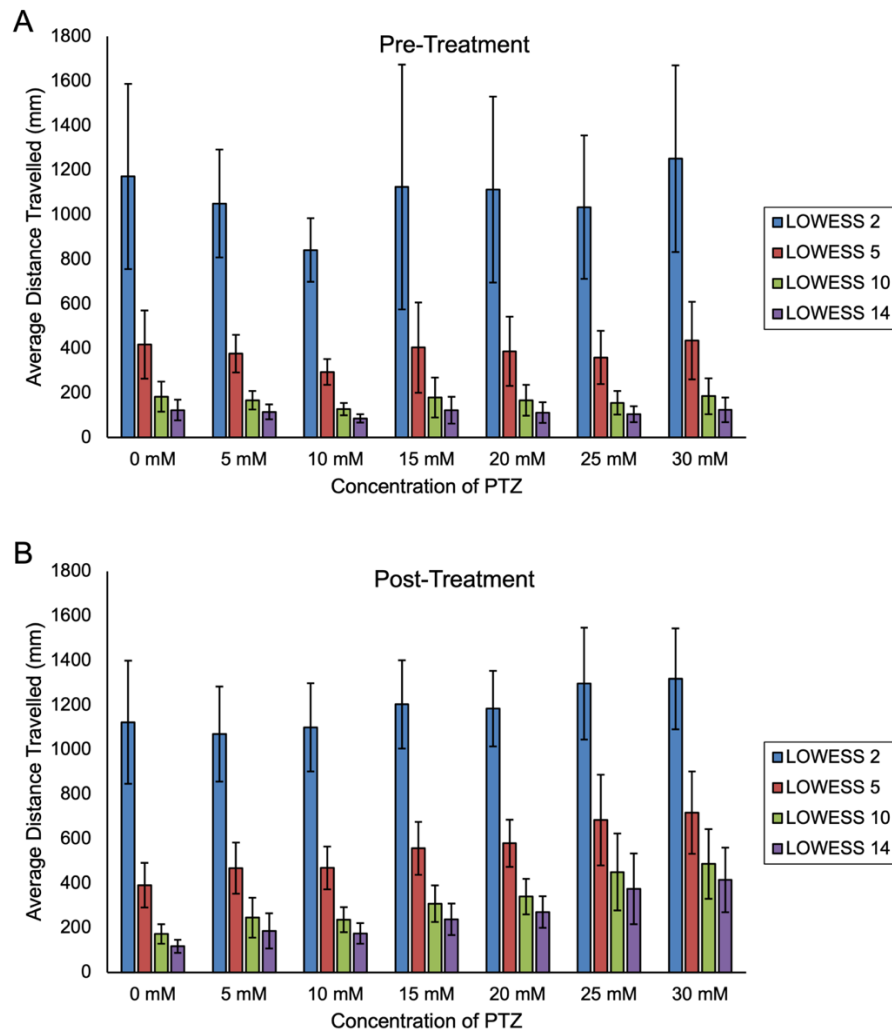 A
Pre-Treatment
Average Distance Travelled (mm)
1800
1600
1400
1200
1000
800
600
400
200
0
0 mM 5 mM 10 mM 15 mM 20 mM 25 mM 30 mM
Concentration of PTZ
LOWESS 2
LOWESS 5
LOWESS 10
LOWESS 14
B
Post-Treatment
Average Distance Travelled (mm)
1800
1600
1400
1200
1000
800
600
400
200
0
0 mM 5 mM 10 mM 15 mM 20 mM 25 mM 30 mM
Concentration of PTZ
LOWESS 2
LOWESS 5
LOWESS 10
LOWESS 14